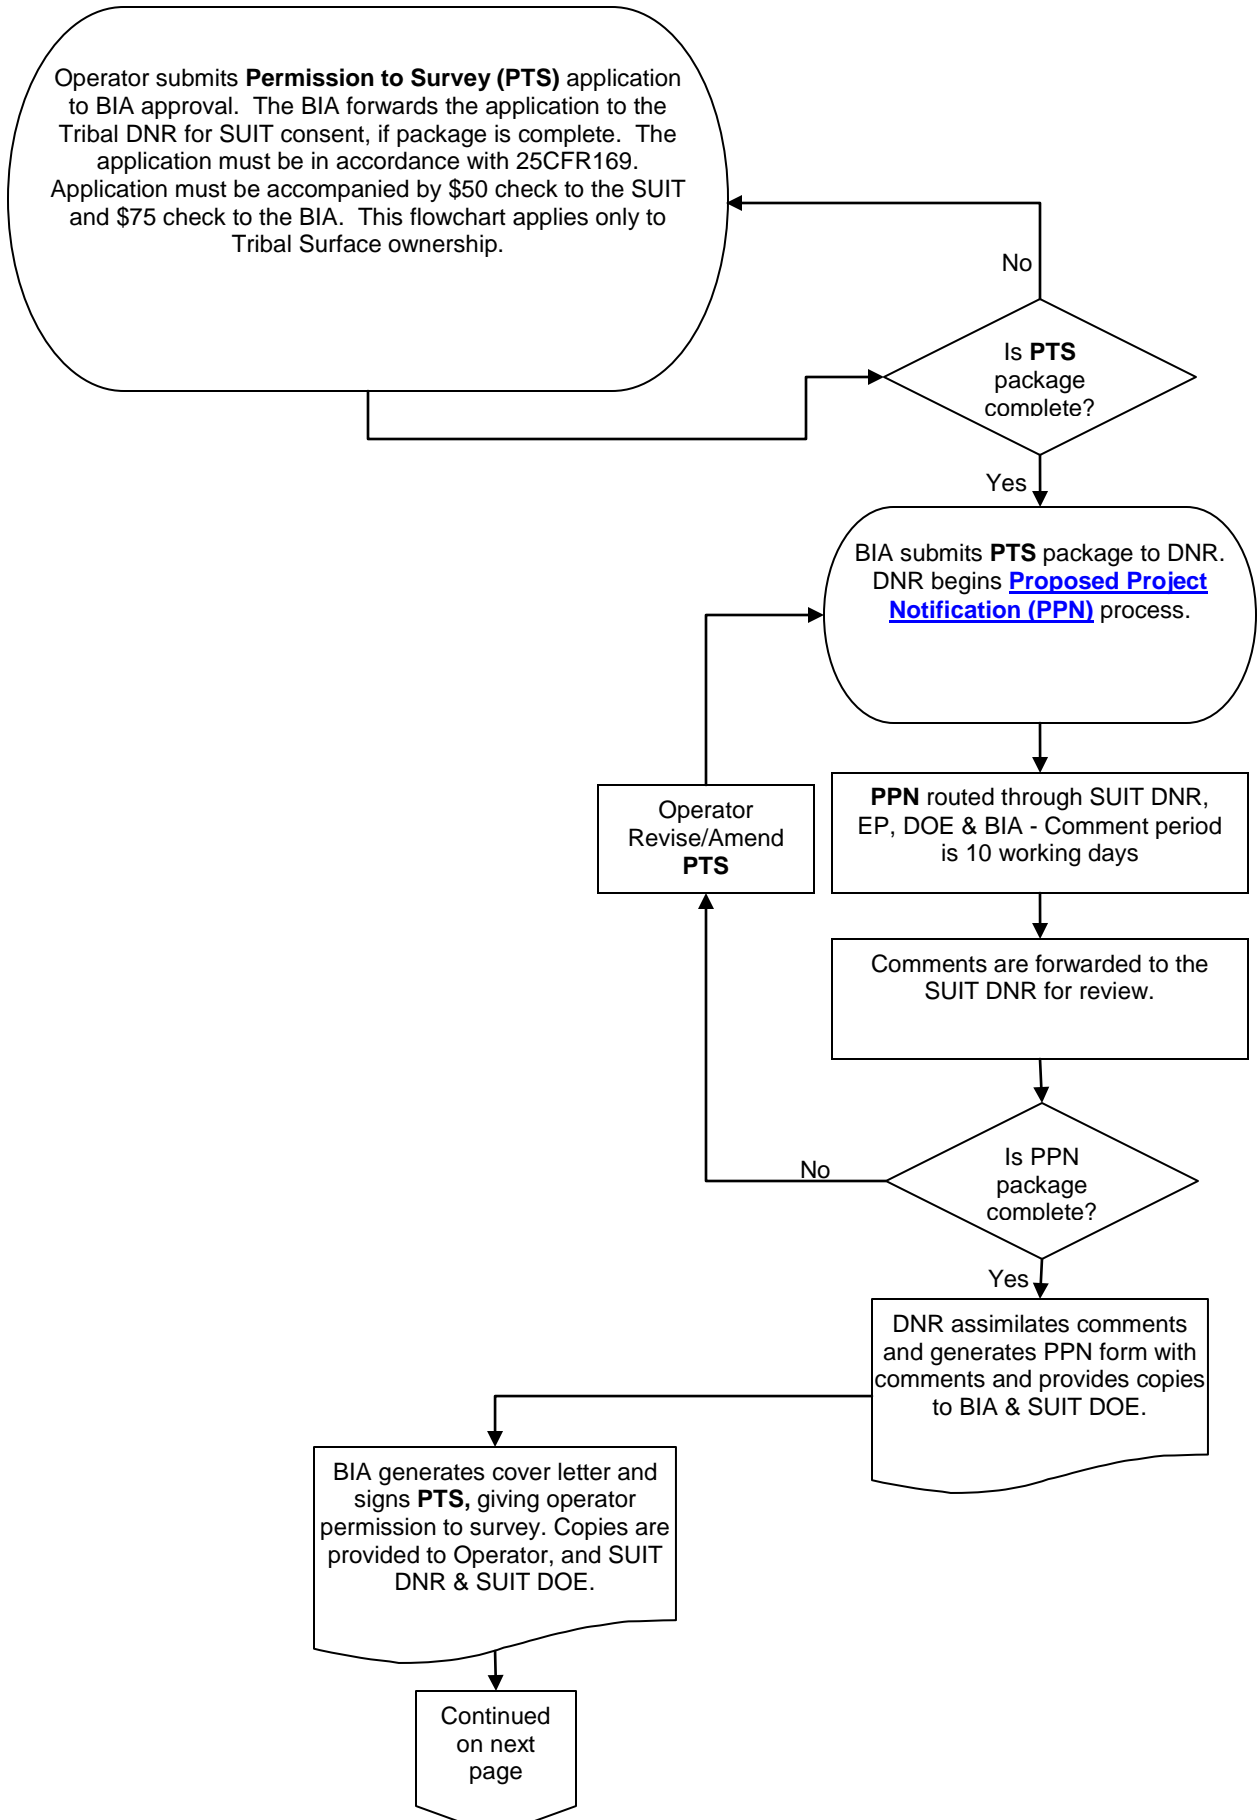 Operator submits Permission to Survey (PTS) application
to BIA approval. The BIA forwards the application to the
Tribal DNR for SUIT consent, if package is complete. The
application must be in accordance with 25CFR169.
Application must be accompanied by $50 check to the SUIT
and $75 check to the BIA. This flowchart applies only to
Tribal Surface ownership.
No
Is PTS
package
complete?
Yes
BIA submits PTS package to DNR.
DNR begins Proposed Project
Notification (PPN) process.
Operator
Revise/Amend
PTS
PPN routed through SUIT DNR,
EP, DOE & BIA - Comment period
is 10 working days
Comments are forwarded to the
SUIT DNR for review.
No
Is PPN
package
complete?
Yes
DNR assimilates comments
and generates PPN form with
comments and provides copies
to BIA & SUIT DOE.
BIA generates cover letter and
signs PTS, giving operator
permission to survey. Copies are
provided to Operator, and SUIT
DNR & SUIT DOE.
Continued
on next
page